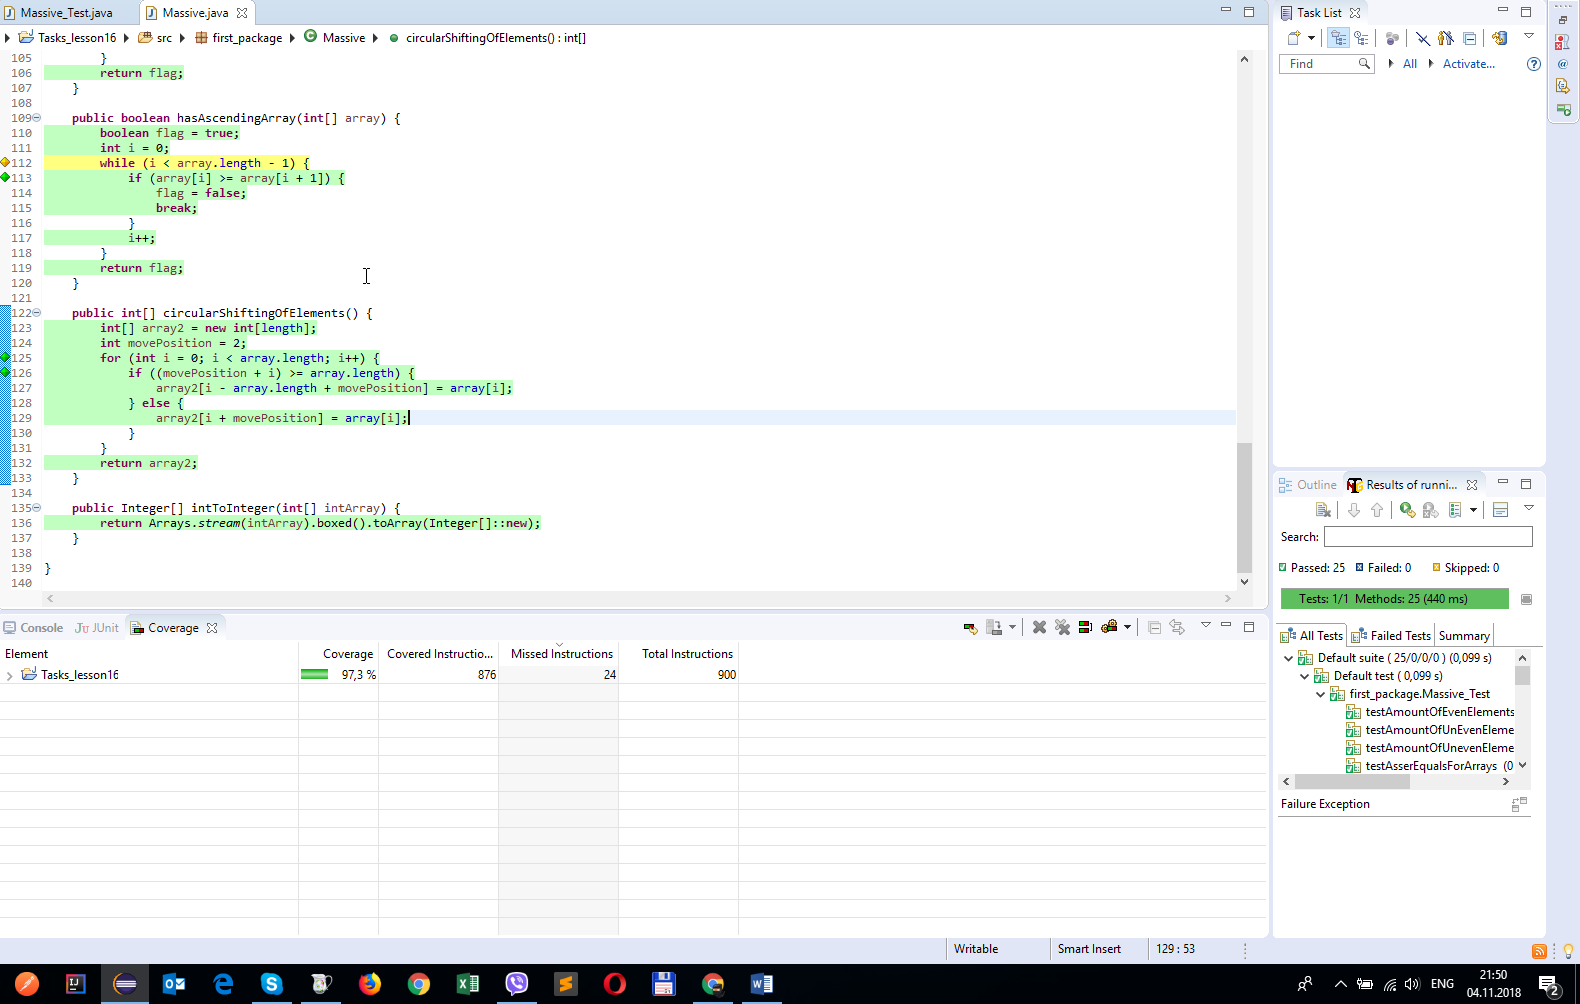 Massive_Test.java Massive.java
Tasks_lesson16 src first_package Massive circularShiftingOfElements() : int[]
105 }
106 return flag;
107 }
108
109 public boolean hasAscendingArray(int[] array) {
110 boolean flag = true;
111 int i = 0;
112 while (i < array.length - 1) {
113 if (array[i] >= array[i + 1]) {
114 flag = false;
115 break;
116 }
117 i++;
118 }
119 return flag;
120 }
121
122 public int[] circularShiftingOfElements() {
123 int[] array2 = new int[length];
124 int movePosition = 2;
125 for (int i = 0; i < array.length; i++) {
126 if ((movePosition + i) >= array.length) {
127 array2[i - array.length + movePosition] = array[i];
128 } else {
129 array2[i + movePosition] = array[i];
130 }
131 }
132 return array2;
133 }
134
135 public Integer[] intToInteger(int[] intArray) {
136 return Arrays.stream(intArray).boxed().toArray(Integer[]::new);
137 }
138
139 }
140
Console JUnit Coverage
Element Coverage Covered Instructio... Missed Instructions Total Instructions
Tasks_lesson16 97,3 % 876 24 900
Writable Smart Insert 129 : 53
Task List
Find All Activate...
Outline Results of runni...
Search:
Passed: 25 Failed: 0 Skipped: 0
Tests: 1/1 Methods: 25 (440 ms)
All Tests Failed Tests Summary
Default suite ( 25/0/0/0 ) (0,099 s)
Default test ( 0,099 s)
first_package.Massive_Test
testAmountOfEvenElements
testAmountOfUnEvenEleme
testAmountOfUnevenEleme
testAsserEqualsForArrays (0
Failure Exception
ENG 21:50
04.11.2018 2